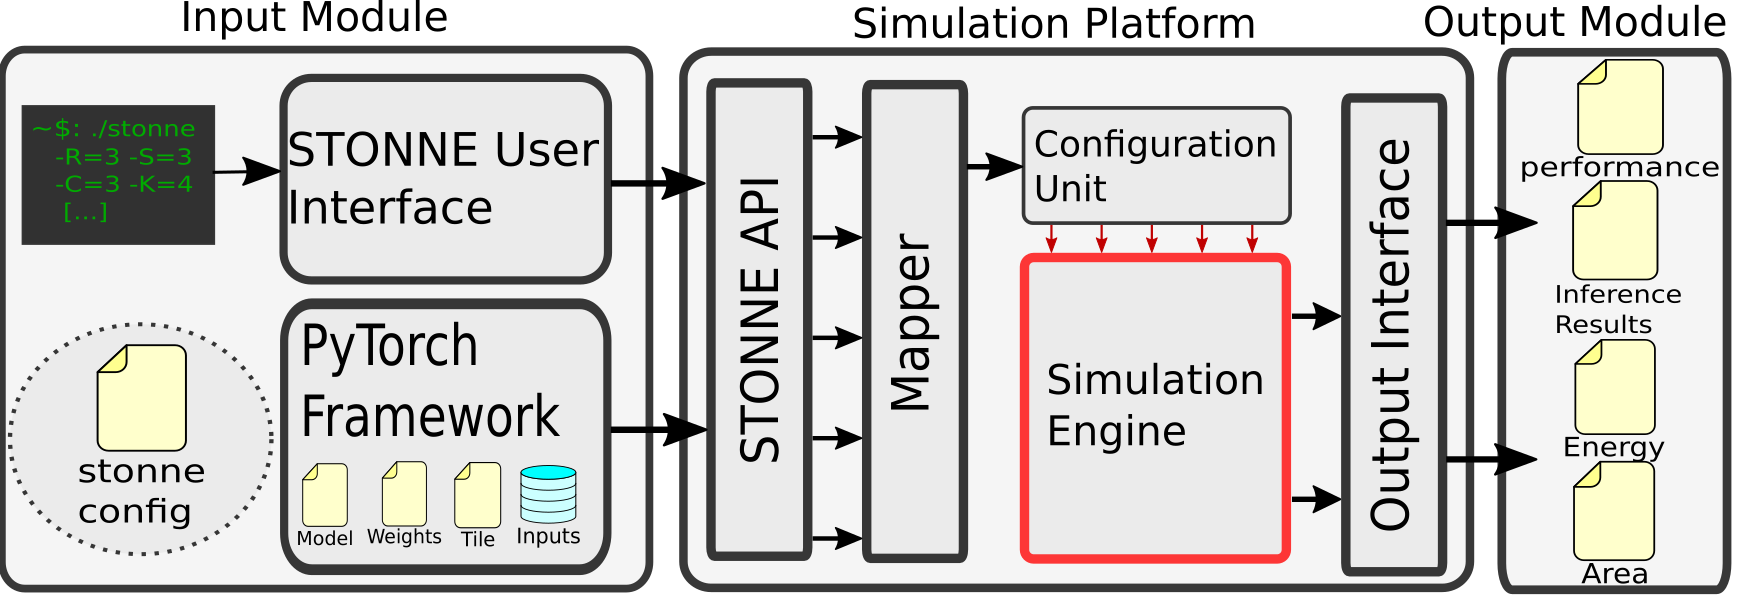 Input Module
~$: ./stonne
-R=3 -S=3
-C=3 -K=4
[...]
STONNE User
Interface
stonne
config
PyTorch
Framework
Model
Weights
Tile
Inputs
Simulation Platform
STONNE API
Mapper
Configuration
Unit
Simulation
Engine
Output Interface
Output Module
performance
Inference
Results
Energy
Area